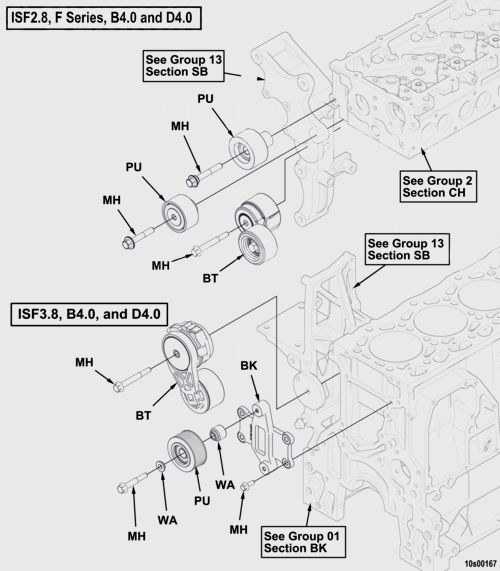 ISF2.8, F Series, B4.0 and D4.0
See Group 13
Section SB
PU
MH
PU
MH
See Group 2
Section CH
MH
BT
See Group 13
Section SB
ISF3.8, B4.0, and D4.0
MH
BK
BT
WA
PU
WA
MH
MH
See Group 01
Section BK
10s00167